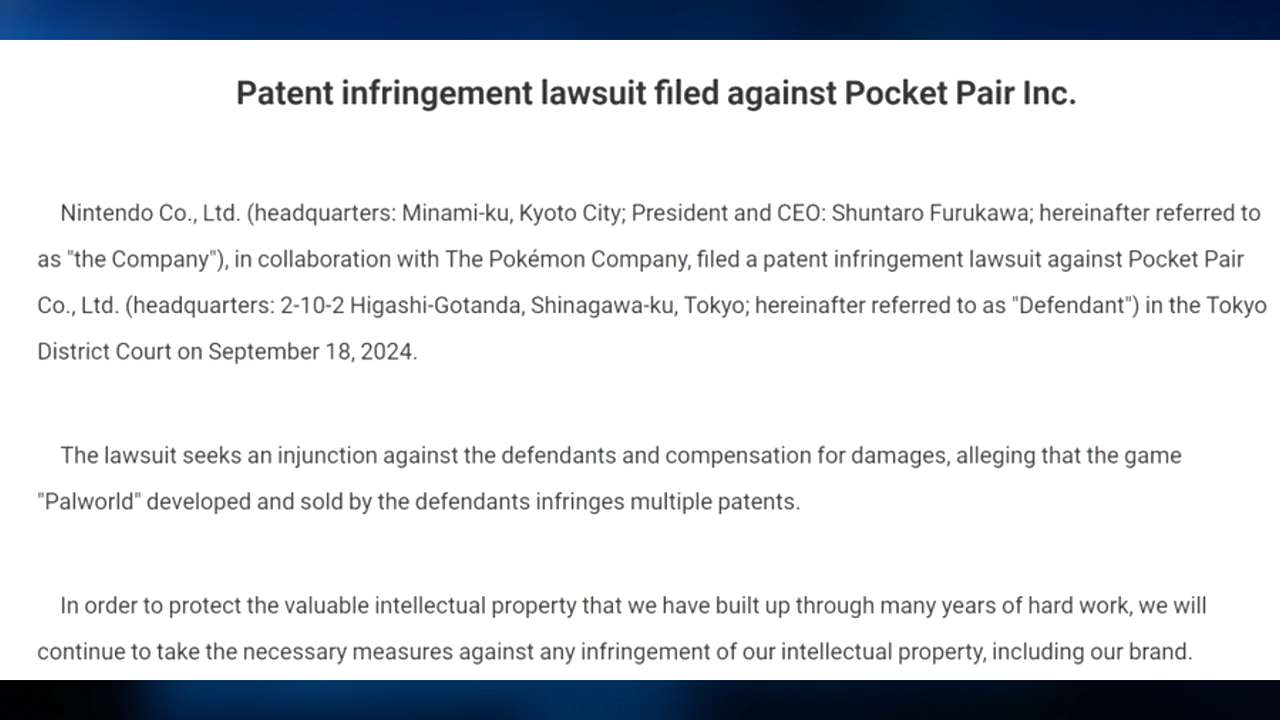 Patent infringement lawsuit filed against Pocket Pair Inc.
Nintendo Co., Ltd. (headquarters: Minami-ku, Kyoto City; President and CEO: Shuntaro Furukawa; hereinafter referred to
as "the Company"), in collaboration with The Pokémon Company, filed a patent infringement lawsuit against Pocket Pair
Co., Ltd. (headquarters: 2-10-2 Higashi-Gotanda, Shinagawa-ku, Tokyo; hereinafter referred to as "Defendant") in the Tokyo
District Court on September 18, 2024.
The lawsuit seeks an injunction against the defendants and compensation for damages, alleging that the game
"Palworld" developed and sold by the defendants infringes multiple patents.
In order to protect the valuable intellectual property that we have built up through many years of hard work, we will
continue to take the necessary measures against any infringement of our intellectual property, including our brand.